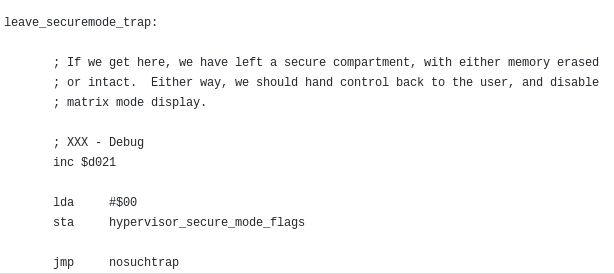 leave_securemode_trap:
; If we get here, we have left a secure compartment, with either memory erased
; or intact.  Either way, we should hand control back to the user, and disable
; matrix mode display.
; XXX - Debug
inc $d021
lda     #$00
sta     hypervisor_secure_mode_flags
jmp     nosuchtrap